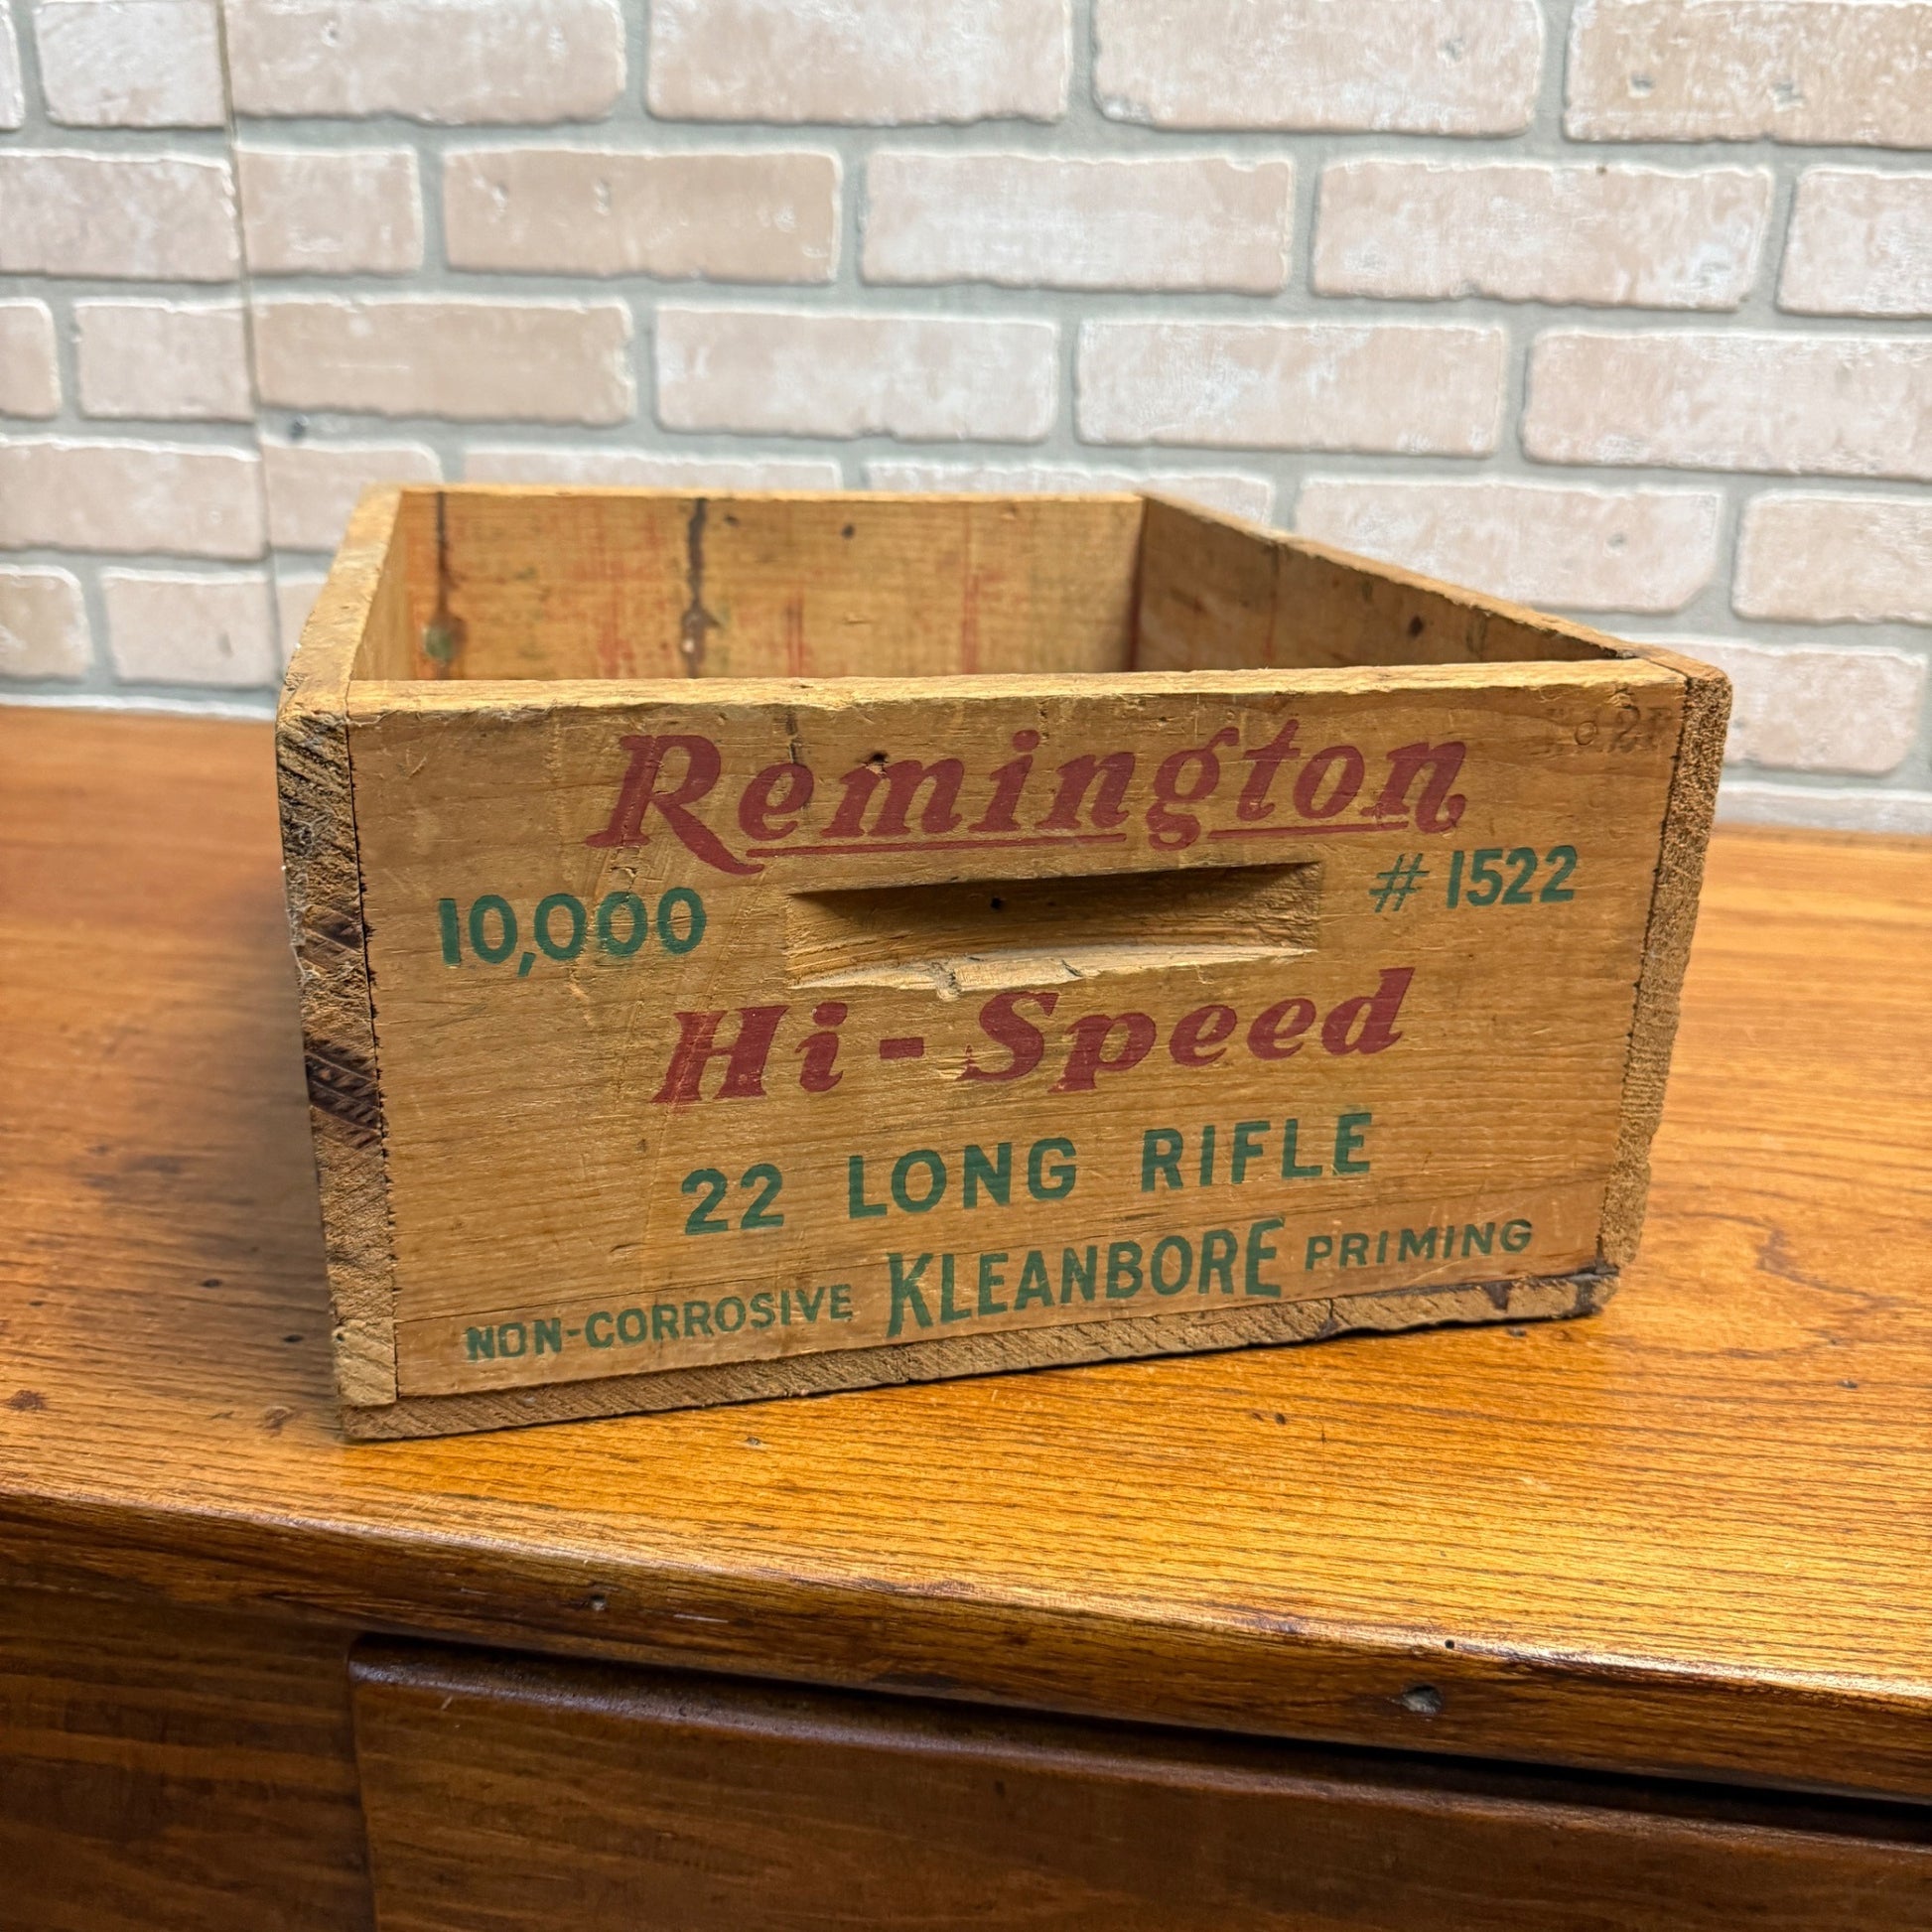 Remington
10,000 # 1522
Hi-Speed
22 LONG RIFLE
NON-CORROSIVE KLEANBORE PRIMING